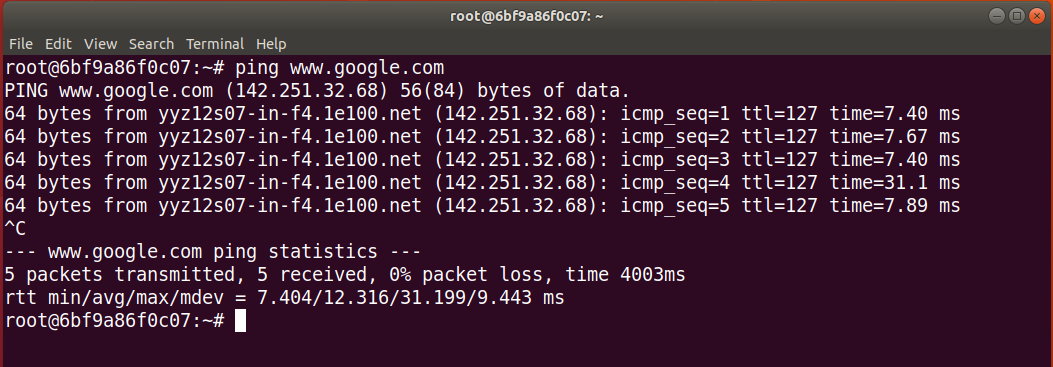 root@6bf9a86f0c07: ~
File Edit View Search Terminal Help
root@6bf9a86f0c07:~# ping www.google.com
PING www.google.com (142.251.32.68) 56(84) bytes of data.
64 bytes from yyz12s07-in-f4.1e100.net (142.251.32.68): icmp_seq=1 ttl=127 time=7.40 ms
64 bytes from yyz12s07-in-f4.1e100.net (142.251.32.68): icmp_seq=2 ttl=127 time=7.67 ms
64 bytes from yyz12s07-in-f4.1e100.net (142.251.32.68): icmp_seq=3 ttl=127 time=7.40 ms
64 bytes from yyz12s07-in-f4.1e100.net (142.251.32.68): icmp_seq=4 ttl=127 time=31.1 ms
64 bytes from yyz12s07-in-f4.1e100.net (142.251.32.68): icmp_seq=5 ttl=127 time=7.89 ms
^C
--- www.google.com ping statistics ---
5 packets transmitted, 5 received, 0% packet loss, time 4003ms
rtt min/avg/max/mdev = 7.404/12.316/31.199/9.443 ms
root@6bf9a86f0c07:~#